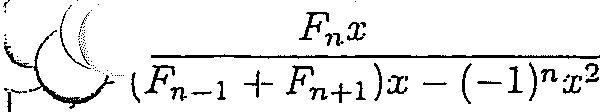 F_n x
(F_{n-1} + F_{n+1})x - (-1)^n x^2